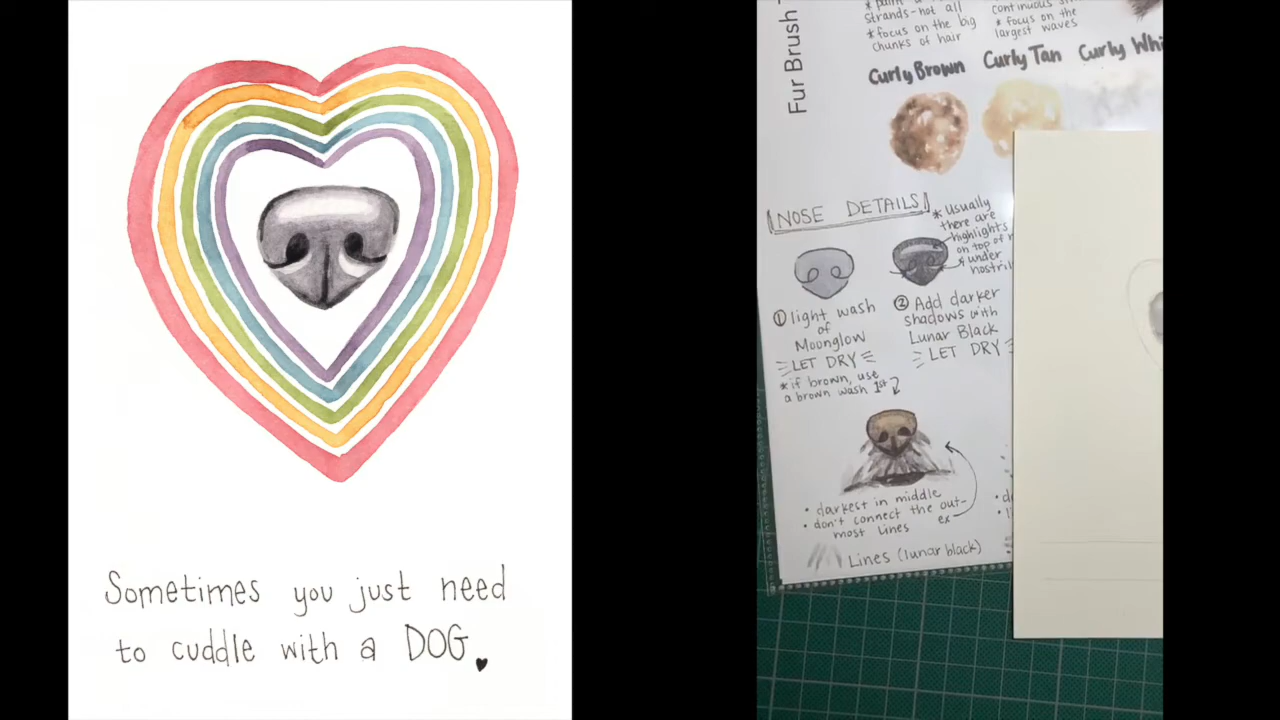 Sometimes you just need
to cuddle with a DOG.
Fur Brush
strands - not all
* focus on the big
chunks of hair
continuous
* focus on the
largest waves
Curly Brown
Curly Tan
Curly Whi
NOSE DETAILS
* Usually
there are
highlights
on top of
* under
nostril
① light wash
of
Moonglow
LET DRY
* if brown, use
a brown wash 1st
② Add darker
shadows with
Lunar Black
LET DRY
• darkest in middle
• don't connect the out-
most lines
ex
Lines (lunar black)